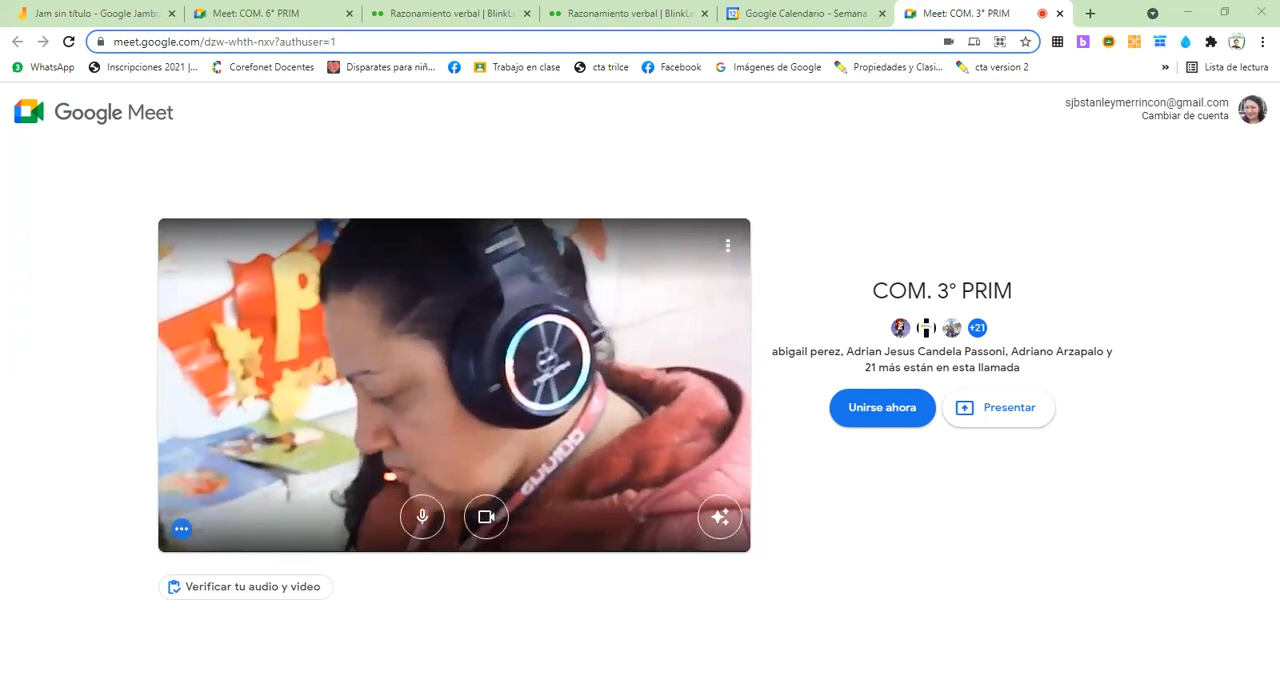 Jam sin título - Google Jambo
Meet: COM. 6° PRIM
Razonamiento verbal | BlinkLe
Razonamiento verbal | BlinkLe
Google Calendario - Semana
Meet: COM. 3° PRIM
meet.google.com/dzw-whth-nxv?authuser=1
WhatsApp
Inscripciones 2021 |...
Corefonet Docentes
Disparates para niñ...
Trabajo en clase
cta trilce
Facebook
Imágenes de Google
Propiedades y Clasi...
cta version 2
»
Lista de lectura
Google Meet
sjbstanleymerrincon@gmail.com
Cambiar de cuenta
P
COM. 3° PRIM
+21
abigail perez, Adrian Jesus Candela Passoni, Adriano Arzapalo y
21 más están en esta llamada
Unirse ahora
Presentar
Verificar tu audio y video